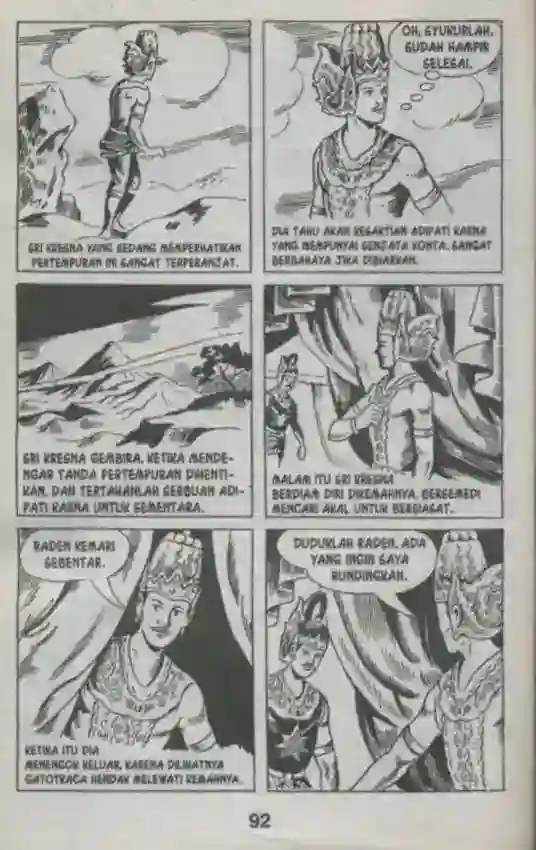 SRI KRESNA YANG SEDANG MEMPERHATIKAN
PERTEMPURAN INI SANGAT TERPERANJAT.
OH, SYUKURLAH.
SUDAH HAMPIR
SELESAI.
DIA TAHU AKAN KESAKTIAN ADIPATI KARNA
YANG MEMPUNYAI SENJATA KONTA. SANGAT
BERBAHAYA JIKA DIBIARKAN.
SRI KRESNA GEMBIRA, KETIKA MENDE-
NGAR TANDA PERTEMPURAN DIHENTI-
KAN. DAN TERTAHANLAH SERBUAN ADI-
PATI KARNA UNTUK SEMENTARA.
MALAM ITU SRI KRESNA
BERDIAM DIRI DIKEMAHNYA. BERSEMEDI
MENCARI AKAL UNTUK BERSIASAT.
RADEN KEMARI
SEBENTAR.
KETIKA ITU DIA
MENENGOK KELUAR, KARENA DILIHATNYA
GATOTKACA HENDAK MELEWATI KEMAHNYA.
DUDUKLAH RADEN. ADA
YANG INGIN SAYA
RUNDINGKAN.
92